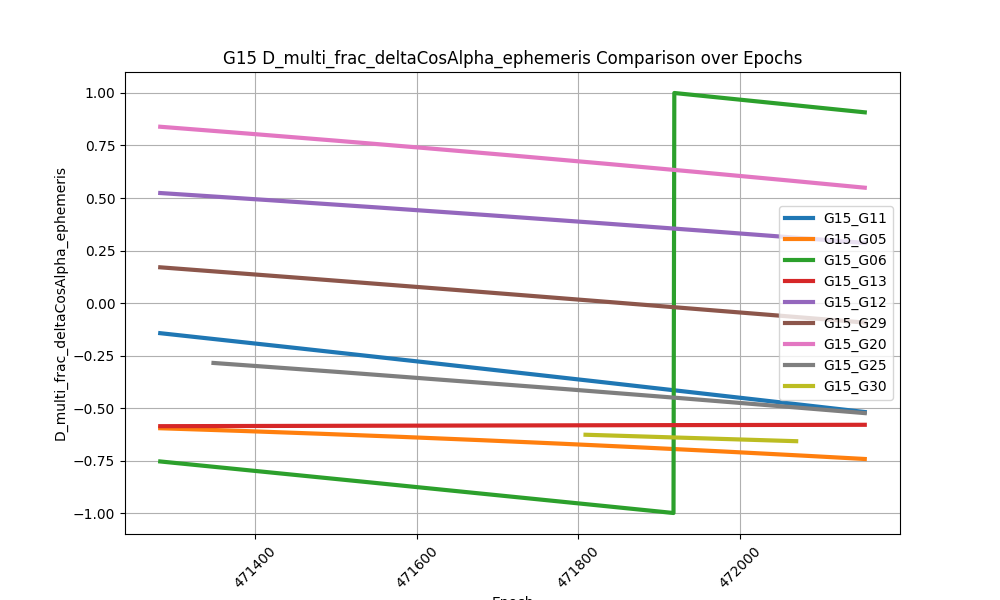 G15 D_multi_frac_deltaCosAlpha_ephemeris Comparison over Epochs
D_multi_frac_deltaCosAlpha_ephemeris
1.00
0.75
0.50
0.25
0.00
−0.25
−0.50
−0.75
−1.00
471400
471600
471800
472000
Epoch
G15_G11
G15_G05
G15_G06
G15_G13
G15_G12
G15_G29
G15_G20
G15_G25
G15_G30